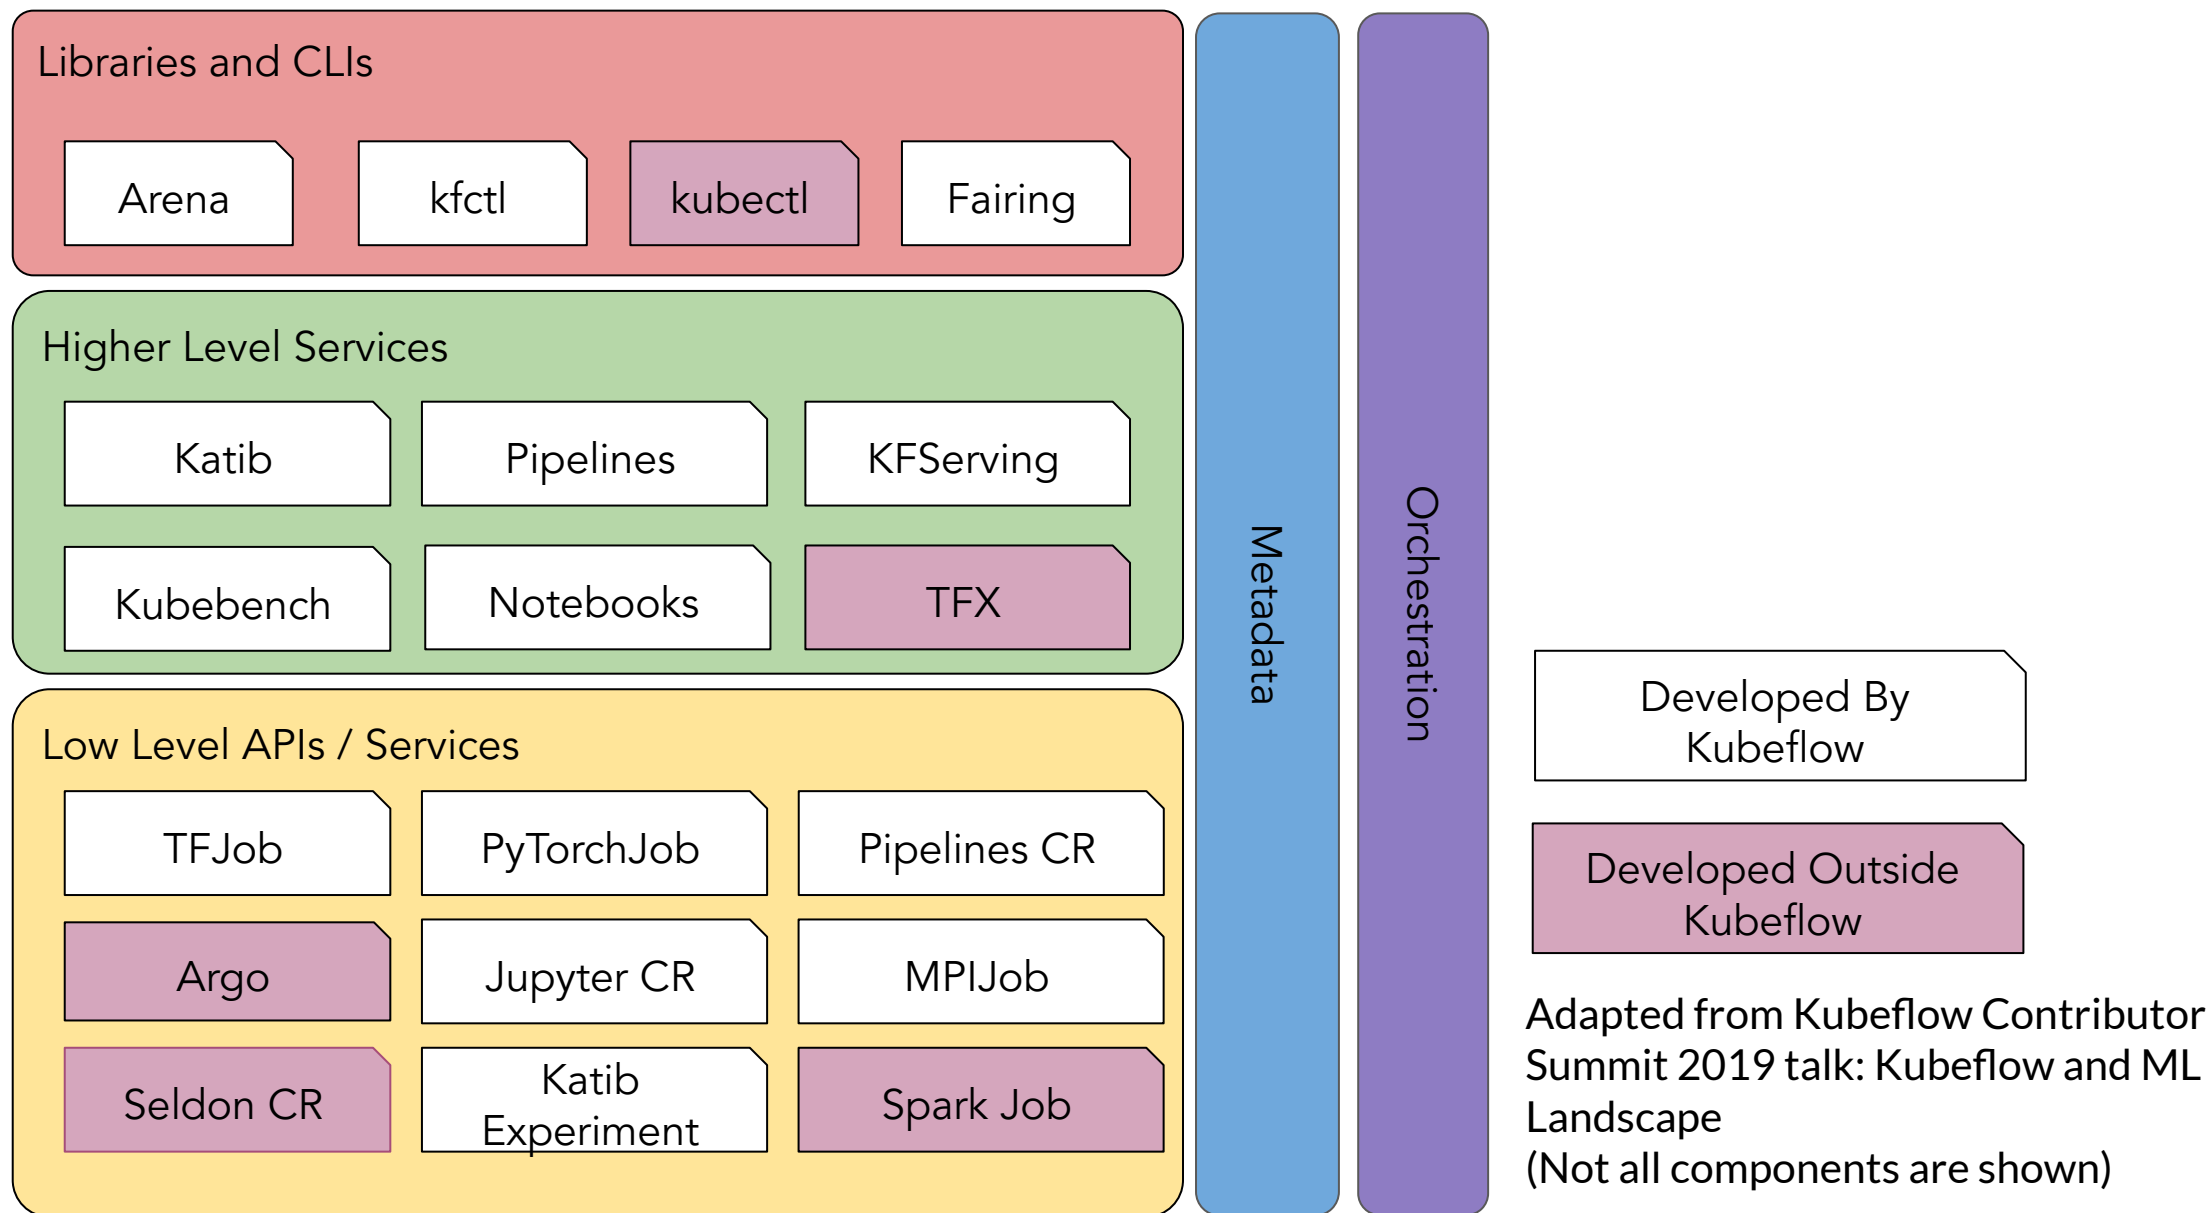 Libraries and CLIs
Arena
kfctl
kubectl
Fairing
Higher Level Services
Katib
Pipelines
KFServing
Kubebench
Notebooks
TFX
Low Level APIs / Services
TFJob
PyTorchJob
Pipelines CR
Argo
Jupyter CR
MPIJob
Seldon CR
Katib
Experiment
Spark Job
Metadata
Orchestration
Developed By
Kubeflow
Developed Outside
Kubeflow
Adapted from Kubeflow Contributor
Summit 2019 talk: Kubeflow and ML
Landscape
(Not all components are shown)